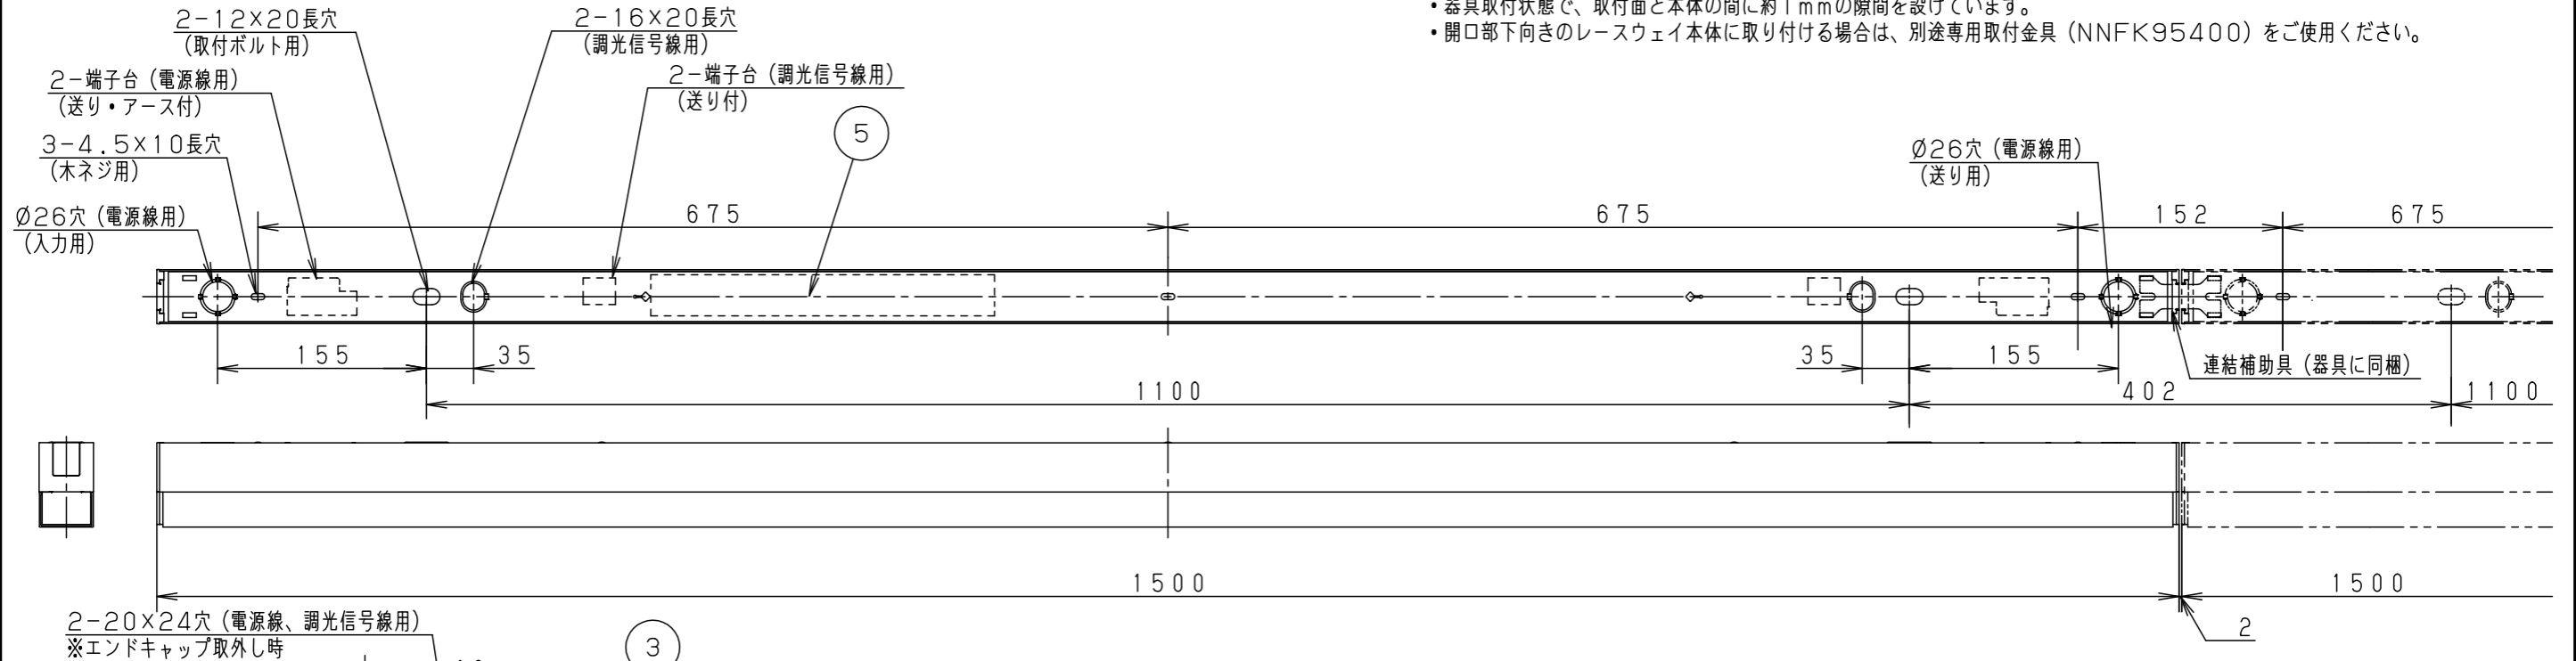 ・器具取付状態で、取付面と本体の間に約1mmの隙間を設けています。
・開口部下向きのレースウェイ本体に取り付ける場合は、別途専用取付金具（NNFK95400）をご使用ください。
2-12×20長穴
（取付ボルト用）
2-16×20長穴
（調光信号線用）
2-端子台（電源線用）
（送り・アース付）
2-端子台（調光信号線用）
（送り付）
5
3-4.5×10長穴
（木ネジ用）
Ø26穴（電源線用）
（送り用）
Ø26穴（電源線用）
（入力用）
675
675
152
675
155
35
35
155
連結補助具（器具に同梱）
1100
402
1100
1500
1500
2
2-20×24穴（電源線、調光信号線用）
※エンドキャップ取外し時
3